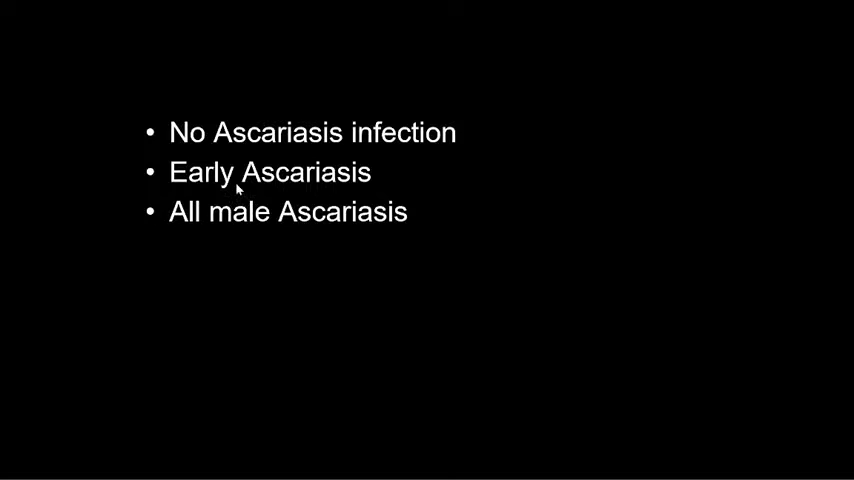 • No Ascariasis infection
• Early Ascariasis
• All male Ascariasis